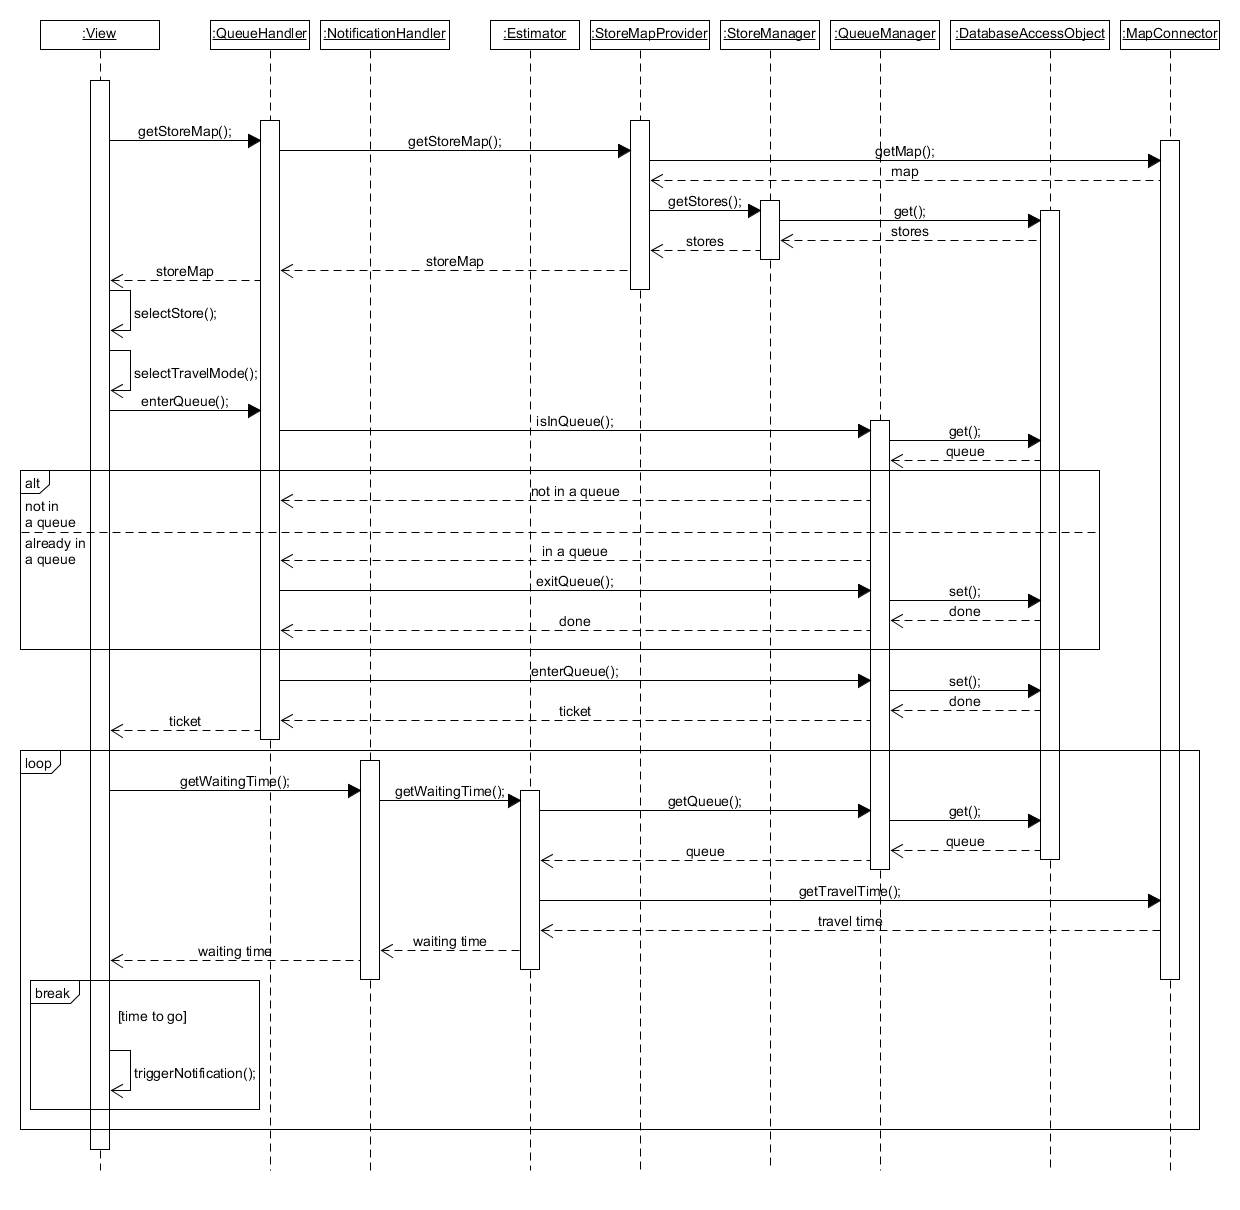 :View
:QueueHandler
:NotificationHandler
:Estimator
:StoreMapProvider
:StoreManager
:QueueManager
:DatabaseAccessObject
:MapConnector
getStoreMap();
getStoreMap();
getMap();
map
getStores();
get();
stores
stores
storeMap
storeMap
selectStore();
selectTravelMode();
enterQueue();
isInQueue();
get();
queue
alt
not in
a queue
not in a queue
already in
a queue
in a queue
exitQueue();
set();
done
done
enterQueue();
set();
done
ticket
ticket
loop
getWaitingTime();
getWaitingTime();
getQueue();
get();
queue
queue
getTravelTime();
travel time
waiting time
waiting time
break
[time to go]
triggerNotification();